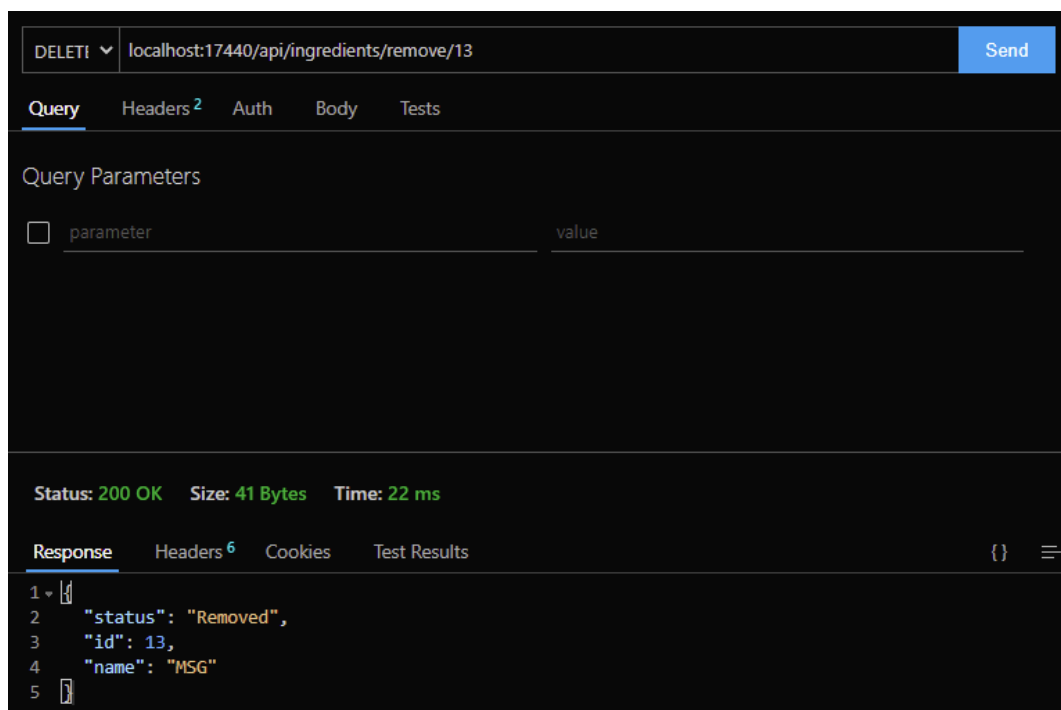 DELETE localhost:17440/api/ingredients/remove/13 Send
Query Headers 2 Auth Body Tests
Query Parameters
parameter value
Status: 200 OK Size: 41 Bytes Time: 22 ms
Response Headers 6 Cookies Test Results {}
1 {
2 "status": "Removed",
3 "id": 13,
4 "name": "MSG"
5 }